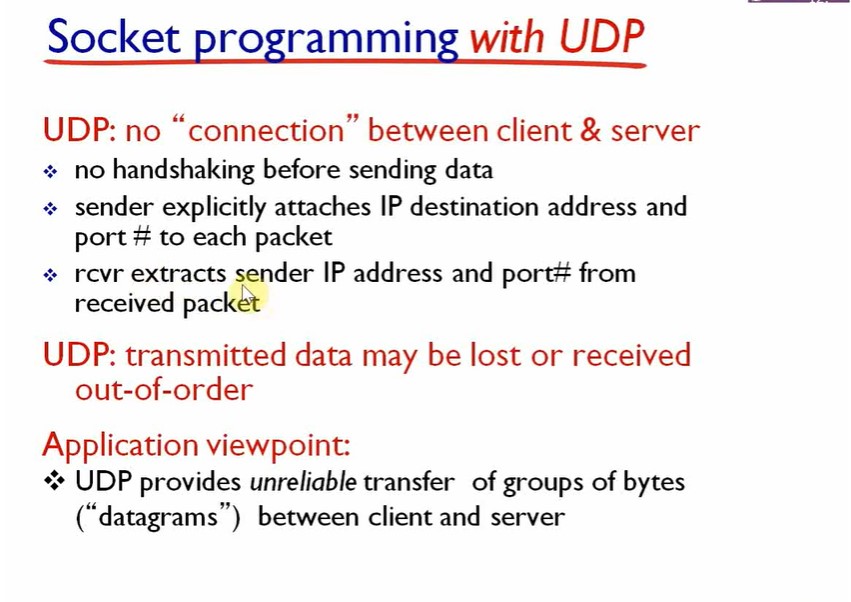 Socket programming with UDP
UDP: no “connection” between client & server
❖ no handshaking before sending data
❖ sender explicitly attaches IP destination address and
port # to each packet
❖ rcvr extracts sender IP address and port# from
received packet
UDP: transmitted data may be lost or received
out-of-order
Application viewpoint:
❖ UDP provides unreliable transfer of groups of bytes
(“datagrams”) between client and server